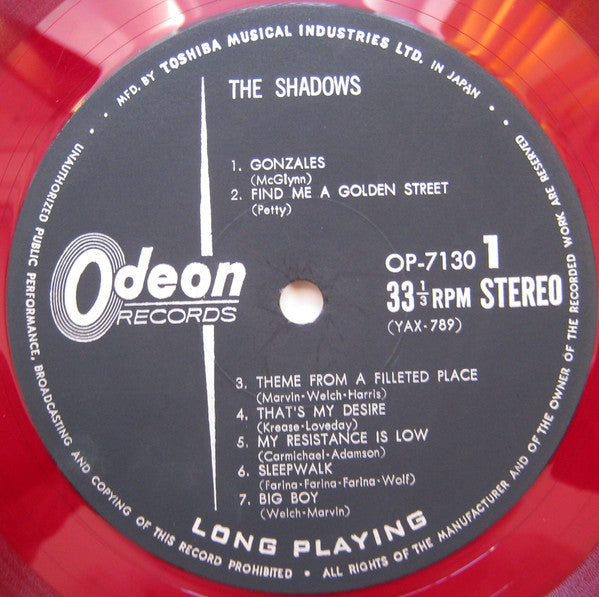 MFD. BY TOSHIBA MUSICAL INDUSTRIES LTD. IN JAPAN
THE SHADOWS
1. GONZALES
(McGlynn)
2. FIND ME A GOLDEN STREET
(Petty)
Odeon
RECORDS
OP-7130 1
33 1/3 RPM STEREO
(YAX-789)
3. THEME FROM A FILLETED PLACE
(Marvin-Welch-Harris)
4. THAT'S MY DESIRE
(Krease-Loveday)
5. MY RESISTANCE IS LOW
(Carmichael-Adamson)
6. SLEEPWALK
(Farina-Farina-Farina-Wolf)
7. BIG BOY
(Welch-Marvin)
LONG PLAYING
UNAUTHORIZED PUBLIC PERFORMANCE, BROADCASTING AND COPYING OF THIS RECORD PROHIBITED • ALL RIGHTS OF THE MANUFACTURER AND OF THE OWNER OF THE RECORDED WORK ARE RESERVED